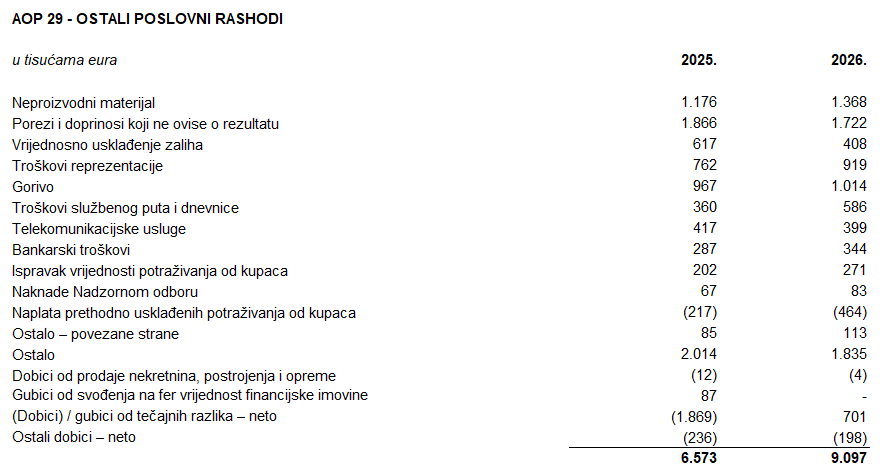 AOP 29 - OSTALI POSLOVNI RASHODI
u tisućama eura 2025. 2026.
Neproizvodni materijal 1.176 1.368
Porezi i doprinosi koji ne ovise o rezultatu 1.866 1.722
Vrijednosno usklađenje zaliha 617 408
Troškovi reprezentacije 762 919
Gorivo 967 1.014
Troškovi službenog puta i dnevnice 360 586
Telekomunikacijske usluge 417 399
Bankarski troškovi 287 344
Ispravak vrijednosti potraživanja od kupaca 202 271
Naknade Nadzornom odboru 67 83
Naplata prethodno usklađenih potraživanja od kupaca (217) (464)
Ostalo – povezane strane 85 113
Ostalo 2.014 1.835
Dobici od prodaje nekretnina, postrojenja i opreme (12) (4)
Gubici od svođenja na fer vrijednost financijske imovine 87 -
(Dobici) / gubici od tečajnih razlika – neto (1.869) 701
Ostali dobici – neto (236) (198)
6.573 9.097